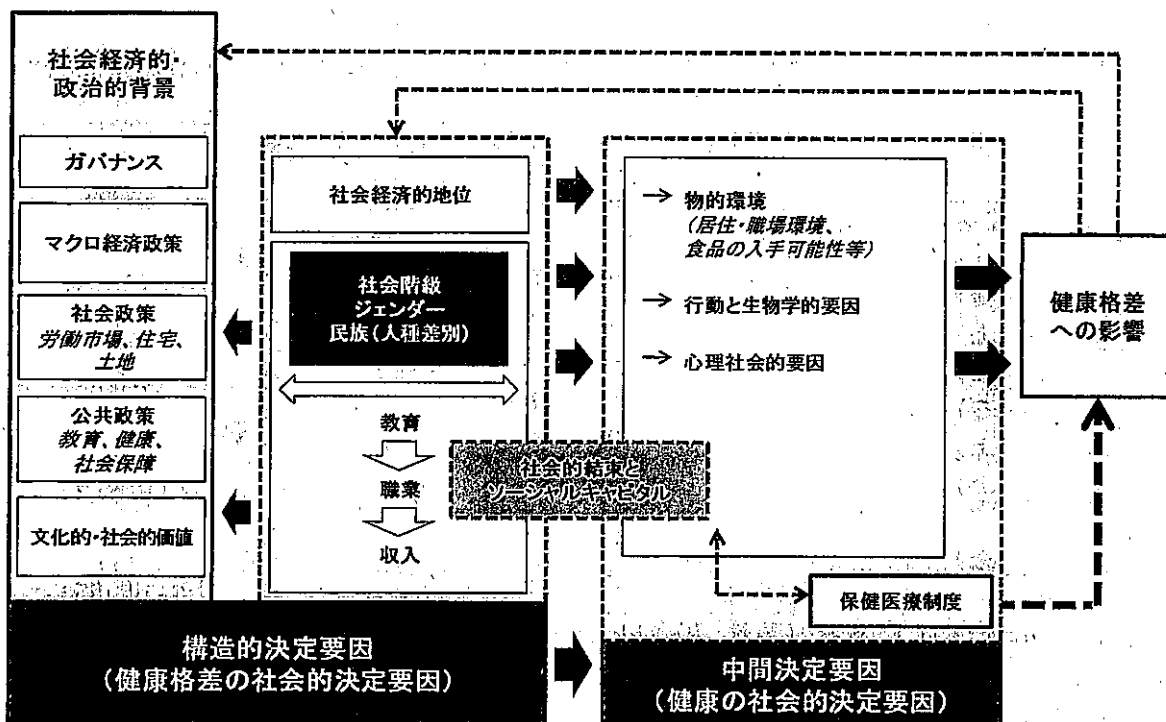 社会経済的・
政治的背景
ガバナンス
マクロ経済政策
社会政策
労働市場、住宅、
土地
公共政策
教育、健康、
社会保障
文化的・社会的価値
社会経済的地位
社会階級
ジェンダー
民族（人種差別）
教育
職業
収入
社会的結束と
ソーシャルキャピタル
→ 物的環境
（居住・職場環境、
食品の入手可能性等）
→ 行動と生物学的要因
→ 心理社会的要因
保健医療制度
健康格差
への影響
構造的決定要因
（健康格差の社会的決定要因）
中間決定要因
（健康の社会的決定要因）